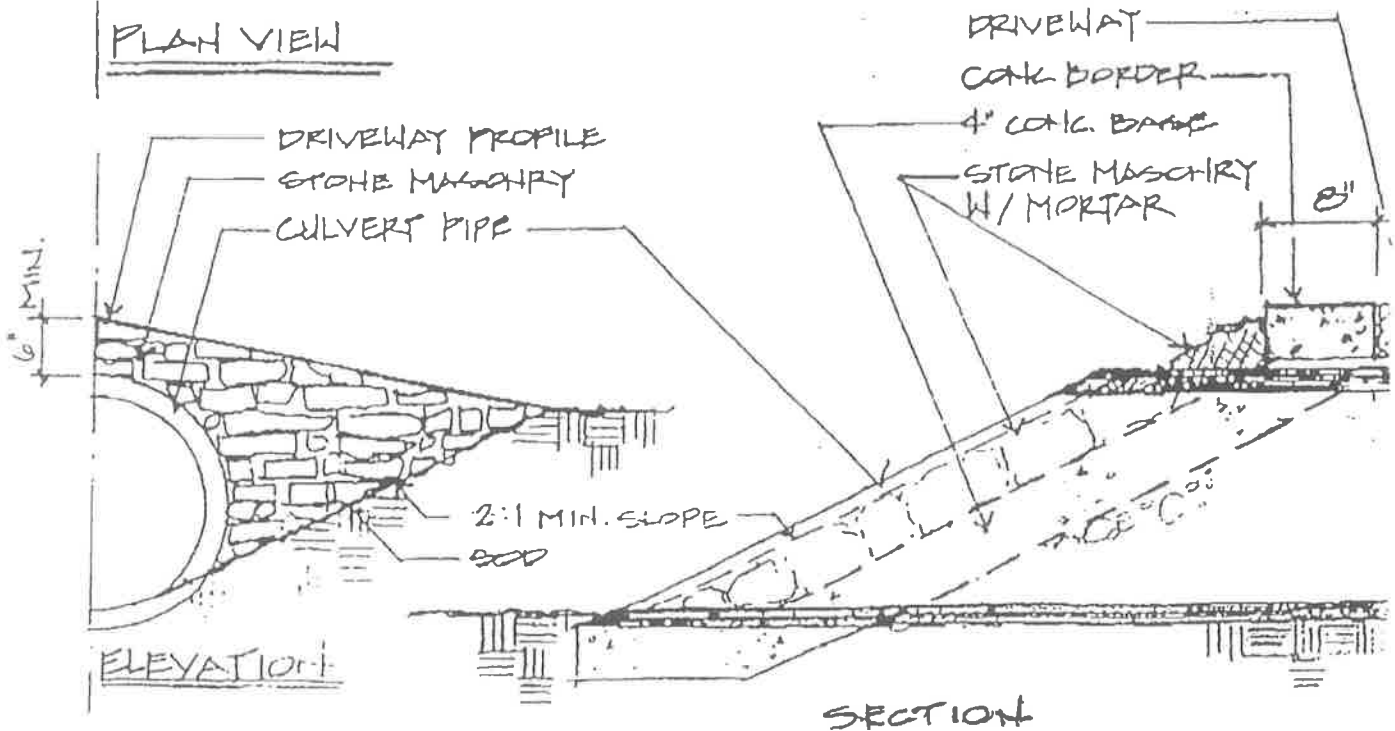 PLAN VIEW
DRIVEWAY PROFILE
STONE MASONRY
CULVERT PIPE
6" MIN.
2:1 MIN. SLOPE
SOD
ELEVATION
DRIVEWAY
CONC BORDER
4" CONC. BASE
STONE MASONRY
W/ MORTAR
8"
SECTION